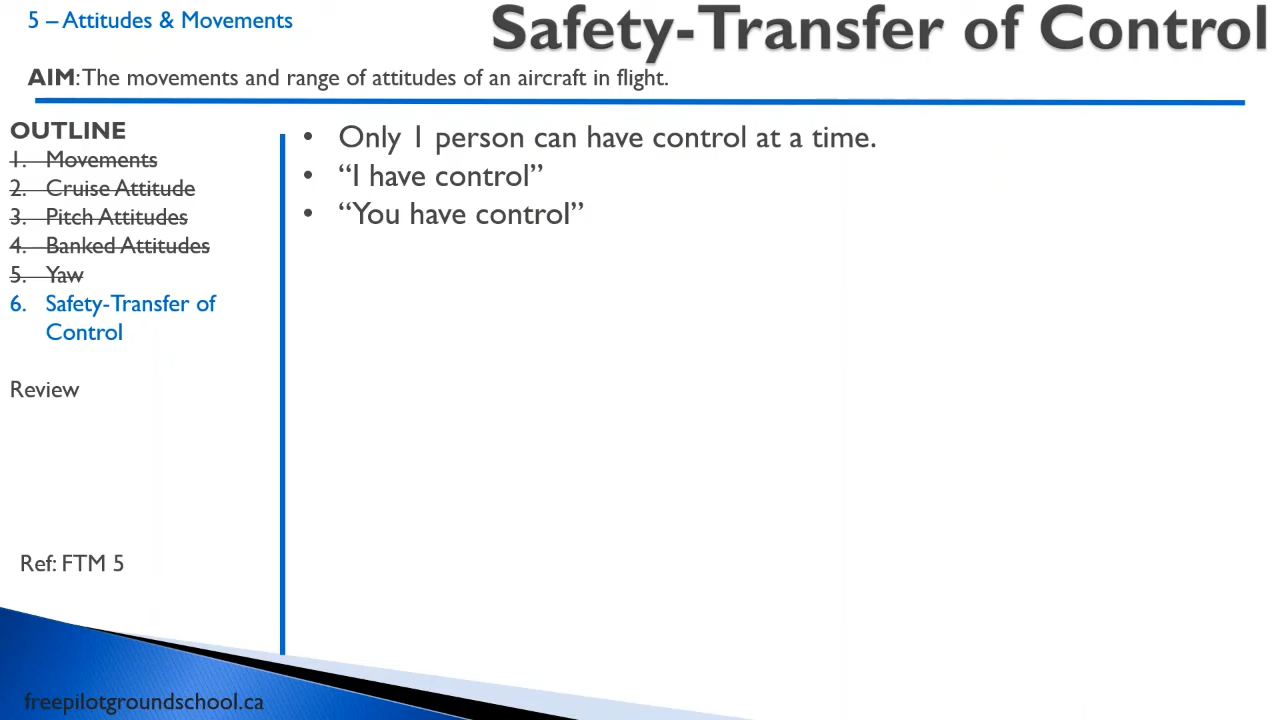 5 – Attitudes & Movements
Safety-Transfer of Control
AIM: The movements and range of attitudes of an aircraft in flight.
OUTLINE
1. Movements
2. Cruise Attitude
3. Pitch Attitudes
4. Banked Attitudes
5. Yaw
6. Safety-Transfer of
Control
Review
Ref: FTM 5
• Only 1 person can have control at a time.
• “I have control”
• “You have control”
freepilotgroundschool.ca